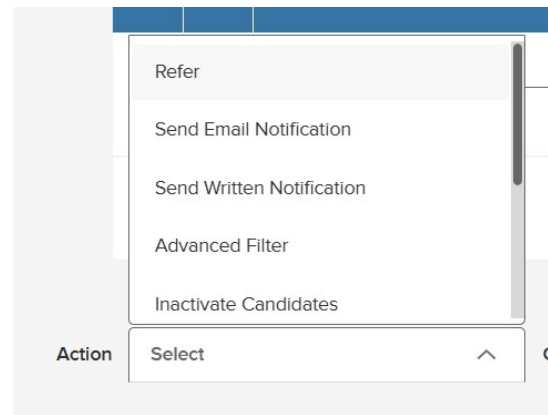 Refer
Send Email Notification
Send Written Notification
Advanced Filter
Inactivate Candidates
Action Select